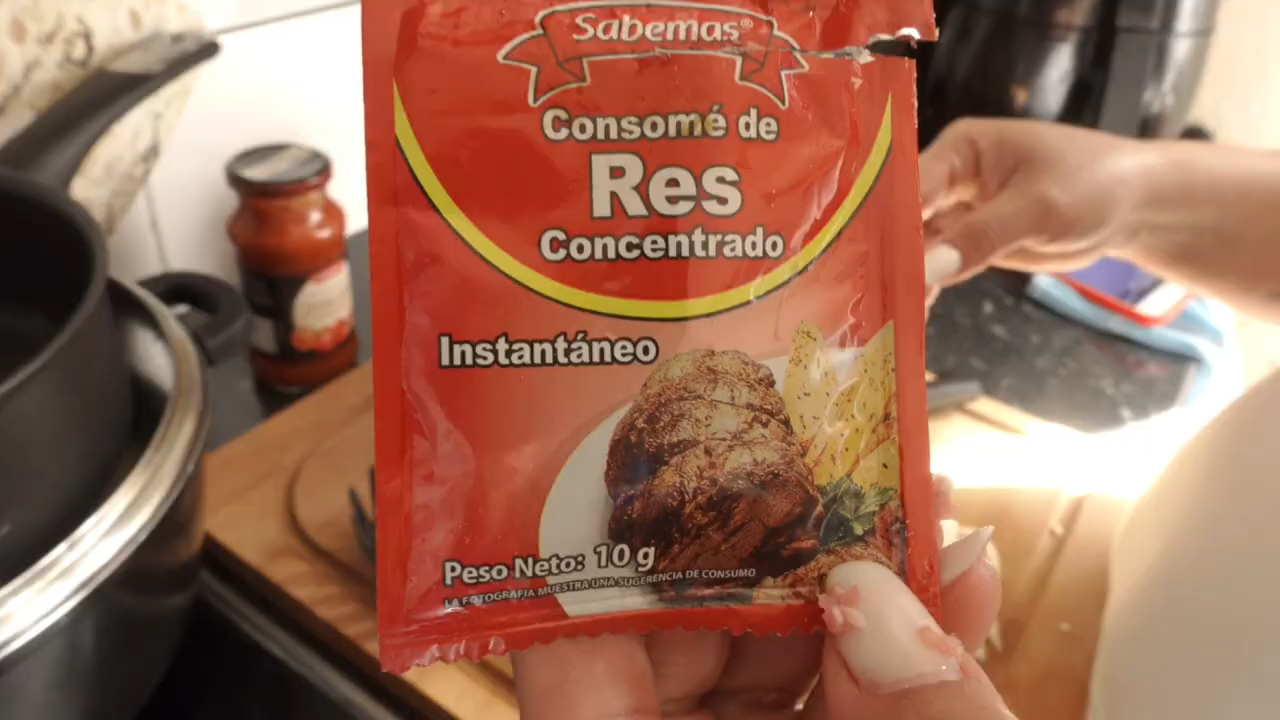 Sabemas®
Consomé de
Res
Concentrado
Instantáneo
Peso Neto: 10 g
LA FOTOGRAFIA MUESTRA UNA SUGERENCIA DE CONSUMO